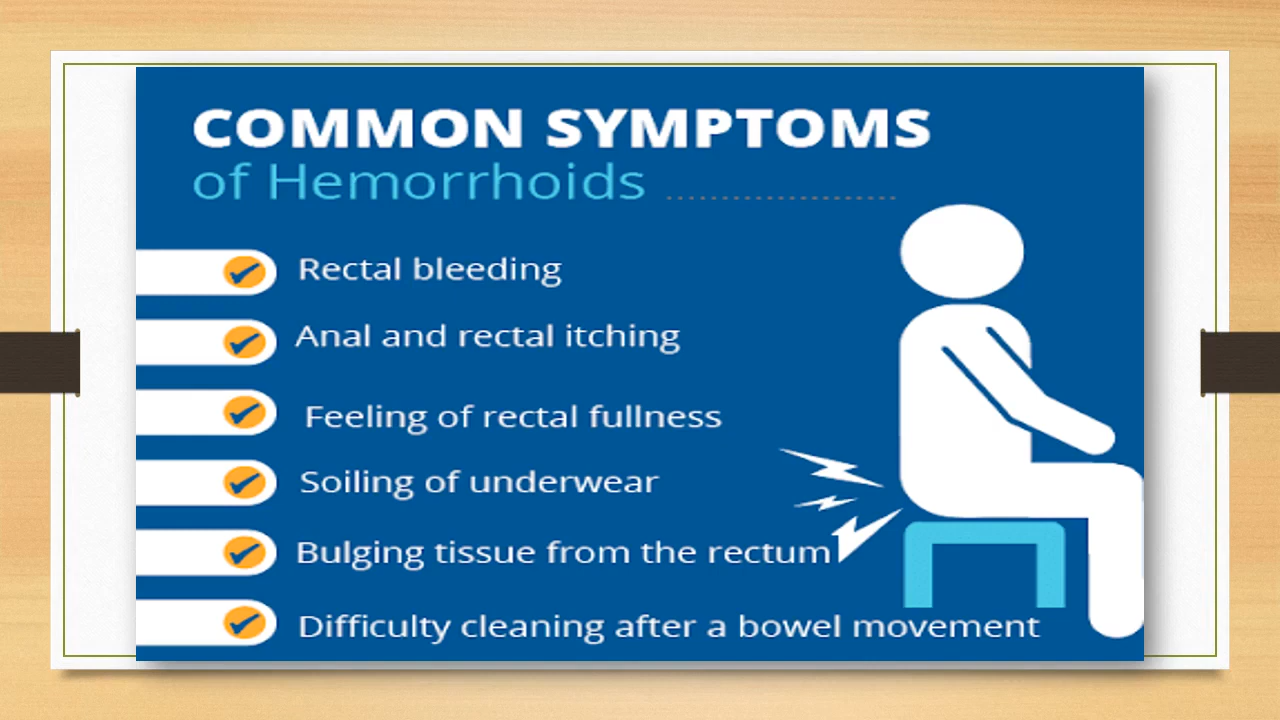 COMMON SYMPTOMS
of Hemorrhoids
Rectal bleeding
Anal and rectal itching
Feeling of rectal fullness
Soiling of underwear
Bulging tissue from the rectum
Difficulty cleaning after a bowel movement